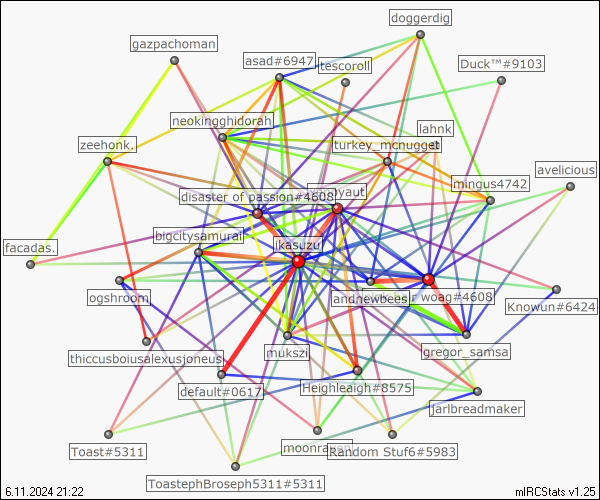 doggerdig
gazpachoman
asad#6947
tescoroll
Duck™#9103
neokingghidorah
lahnk
zeehonk.
turkey_mcnugget
avelicious
mingus4742
disaster of passion#4608
yaut
bigcitysamurai
ikasuzu
facadas.
ogshroom
andnewbees
r woag#4608
Knowun#6424
thiccusboiusalexusjoneus
mukszi
gregor_samsa
default#0617
Heighleigh#8575
jarlbreadmaker
Toast#5311
Random Stuf6#5983
ToastephBroseph5311#5311
6.11.2024 21:22
mIRCStats v1.25